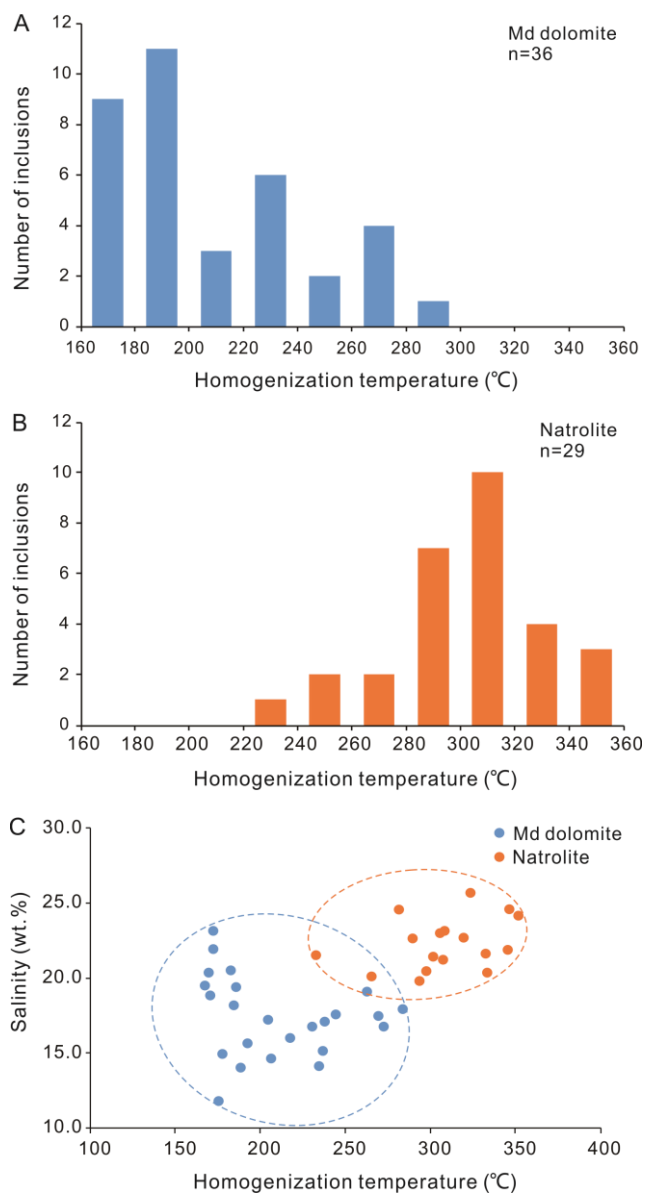 A
Md dolomite
n=36
12
10
8
6
4
2
0
Number of inclusions
160 180 200 220 240 260 280 300 320 340 360
Homogenization temperature (℃)
B
Natrolite
n=29
12
10
8
6
4
2
0
Number of inclusions
160 180 200 220 240 260 280 300 320 340 360
Homogenization temperature (℃)
C
Md dolomite
Natrolite
30.0
25.0
20.0
15.0
10.0
Salinity (wt.%)
100 150 200 250 300 350 400
Homogenization temperature (℃)